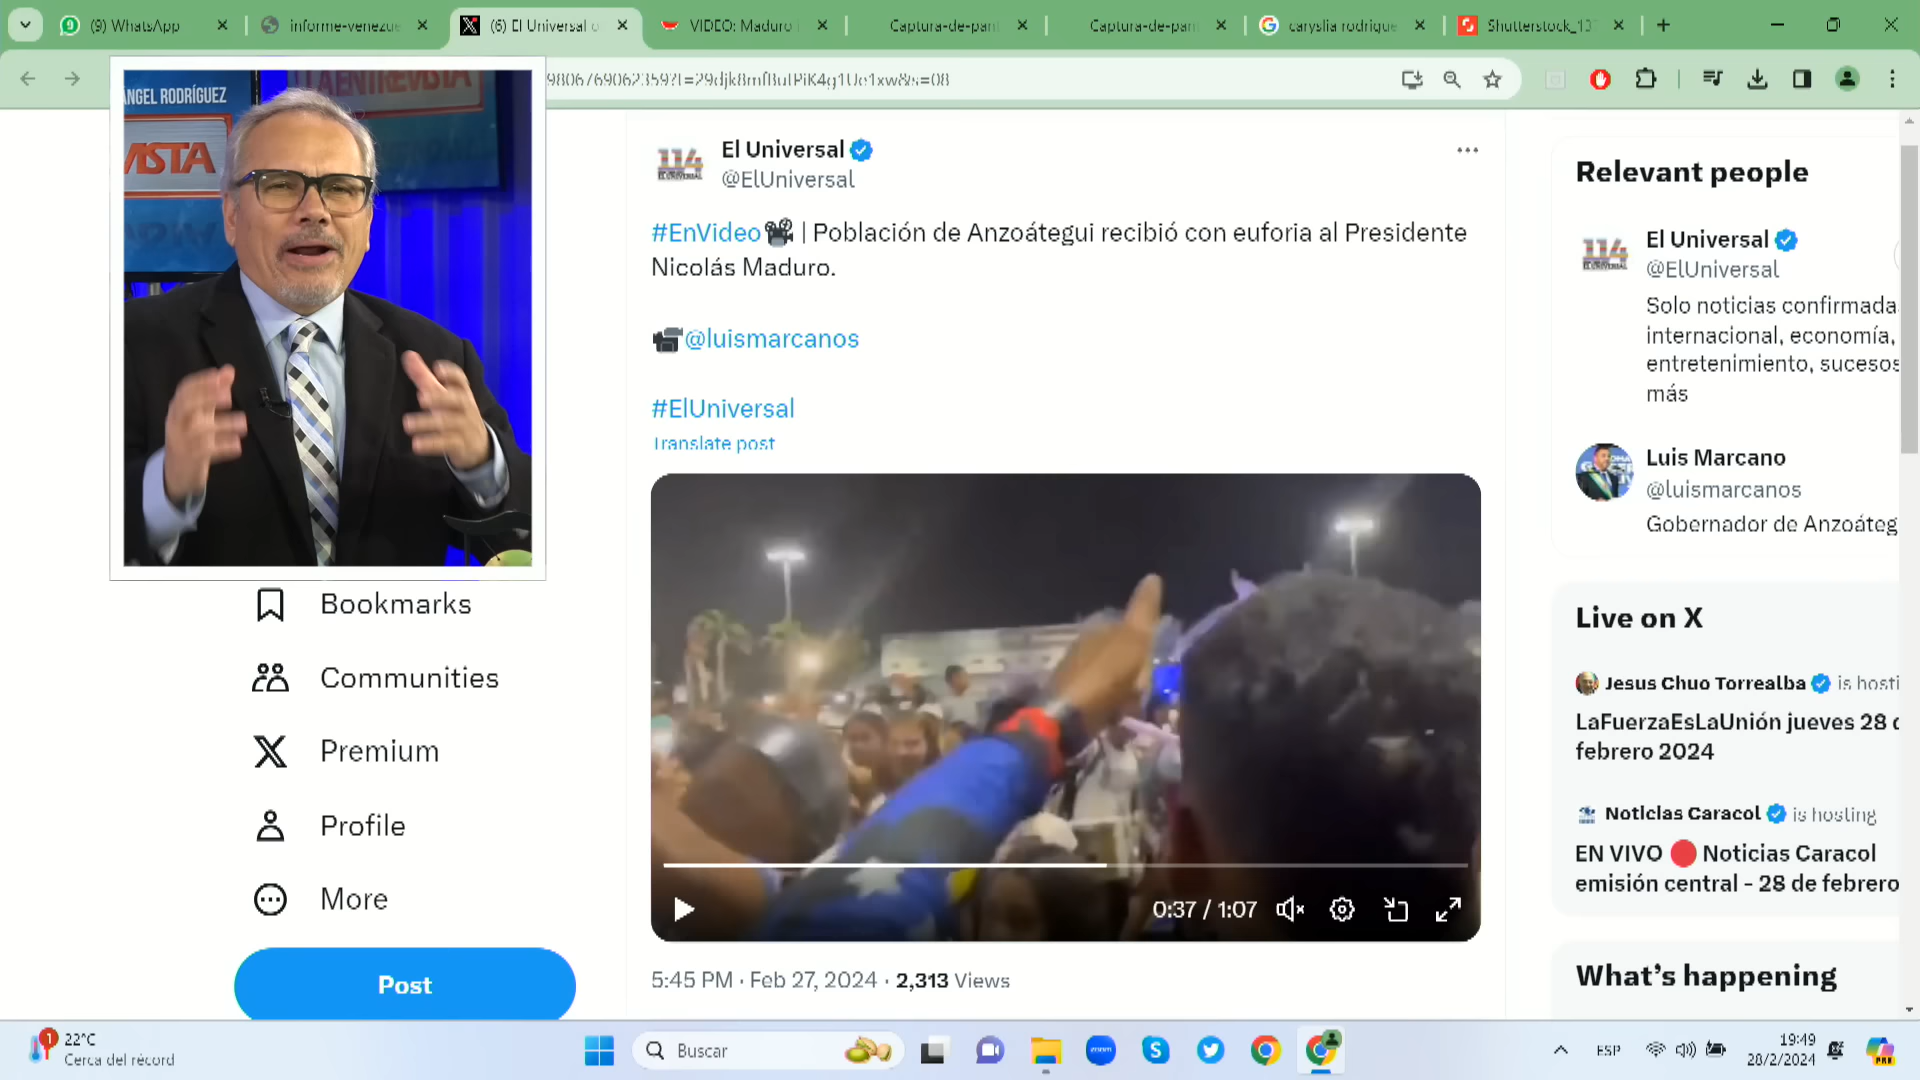 (9) WhatsApp
informe-venezue
(6) El Universal o
VIDEO: Maduro
Captura-de-pant
Captura-de-pan
caryslia rodrigue
Shutterstock_13
ÁNGEL RODRÍGUEZ
LA ENTREVISTA
VISTA
El Universal
@ElUniversal
#EnVideo | Población de Anzoátegui recibió con euforia al Presidente
Nicolás Maduro.
@luismarcanos
#ElUniversal
Translate post
0:37 / 1:07
5:45 PM · Feb 27, 2024 · 2,313 Views
Bookmarks
Communities
Premium
Profile
More
Post
Relevant people
114
El Universal
@ElUniversal
Solo noticias confirmada
internacional, economía,
entretenimiento, sucesos
más
Luis Marcano
@luismarcanos
Gobernador de Anzoáteg
Live on X
Jesus Chuo Torrealba is hosti
LaFuerzaEsLaUnión jueves 28 d
febrero 2024
Noticias Caracol is hosting
EN VIVO Noticias Caracol
emisión central - 28 de febrero
What's happening
1
22°C
Cerca del récord
Buscar
zoom
ESP
19:49
28/2/2024